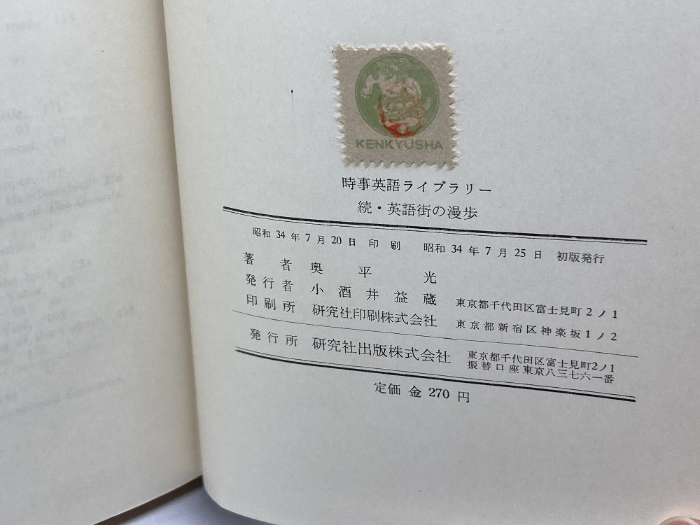 KENKYUSHA
時事英語ライブラリー
続・英語街の漫歩
昭和 34 年 7 月 20 日 印刷 昭和 34 年 7 月 25 日 初版発行
著者 奥平光
発行者 小酒井益蔵 東京都千代田区富士見町2ノ1
印刷所 研究社印刷株式会社 東京都新宿区神楽坂1ノ2
発行所 研究社出版株式会社 東京都千代田区富士見町2ノ1
振替口座東京八三七六一番
定価 金 270 円